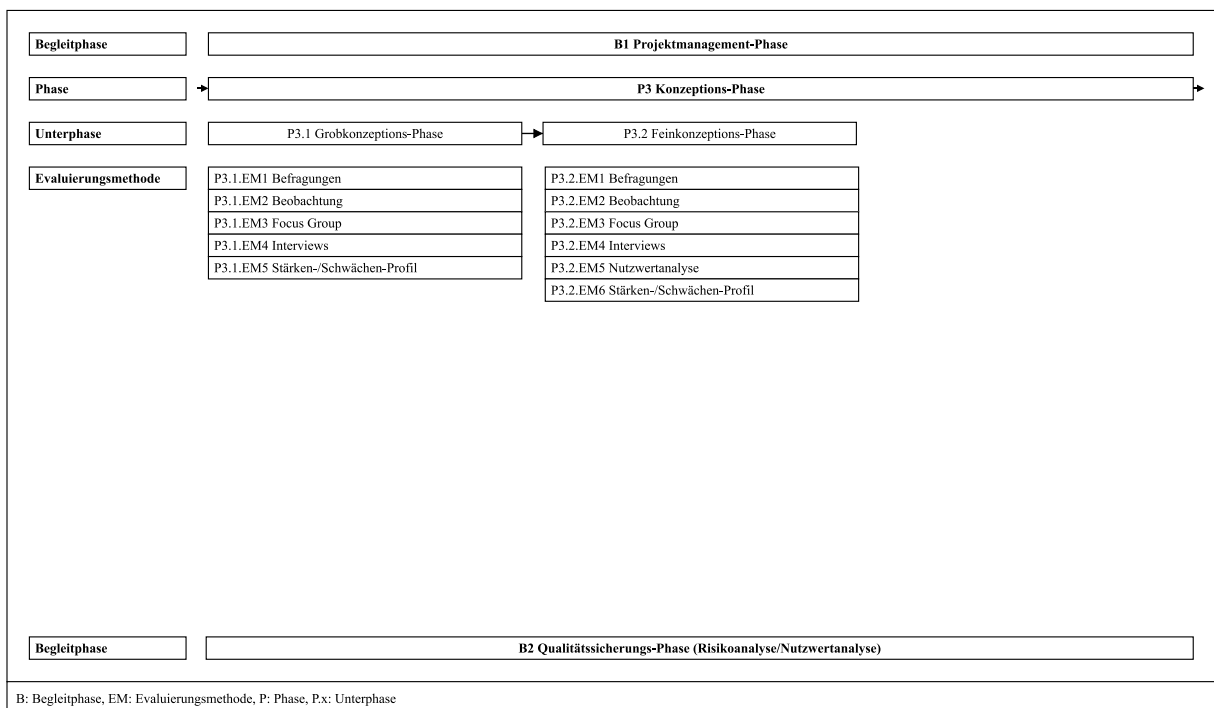 Begleitphase
B1 Projektmanagement-Phase
Phase
P3 Konzeptions-Phase
Unterphase
P3.1 Grobkonzeptions-Phase
P3.2 Feinkonzeptions-Phase
Evaluierungsmethode
P3.1.EM1 Befragungen
P3.1.EM2 Beobachtung
P3.1.EM3 Focus Group
P3.1.EM4 Interviews
P3.1.EM5 Stärken-/Schwächen-Profil
P3.2.EM1 Befragungen
P3.2.EM2 Beobachtung
P3.2.EM3 Focus Group
P3.2.EM4 Interviews
P3.2.EM5 Nutzwertanalyse
P3.2.EM6 Stärken-/Schwächen-Profil
Begleitphase
B2 Qualitätssicherungs-Phase (Risikoanalyse/Nutzwertanalyse)
B: Begleitphase, EM: Evaluierungsmethode, P: Phase, P.x: Unterphase